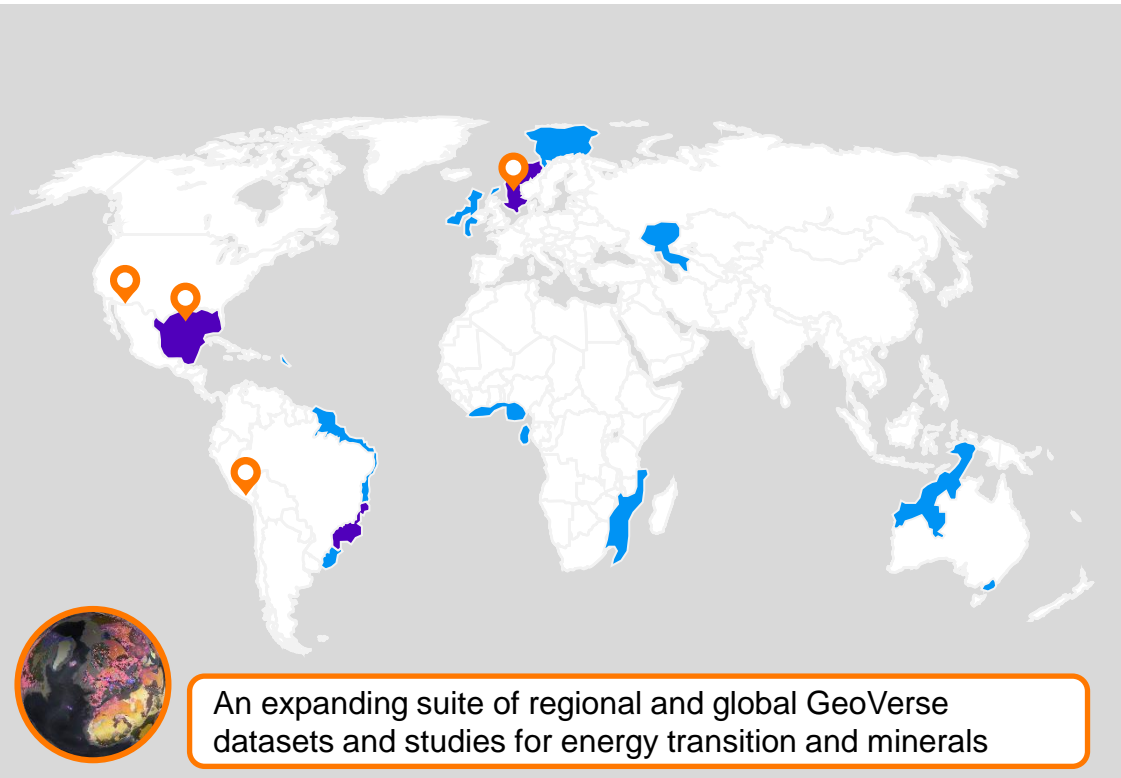 An expanding suite of regional and global GeoVerse
datasets and studies for energy transition and minerals